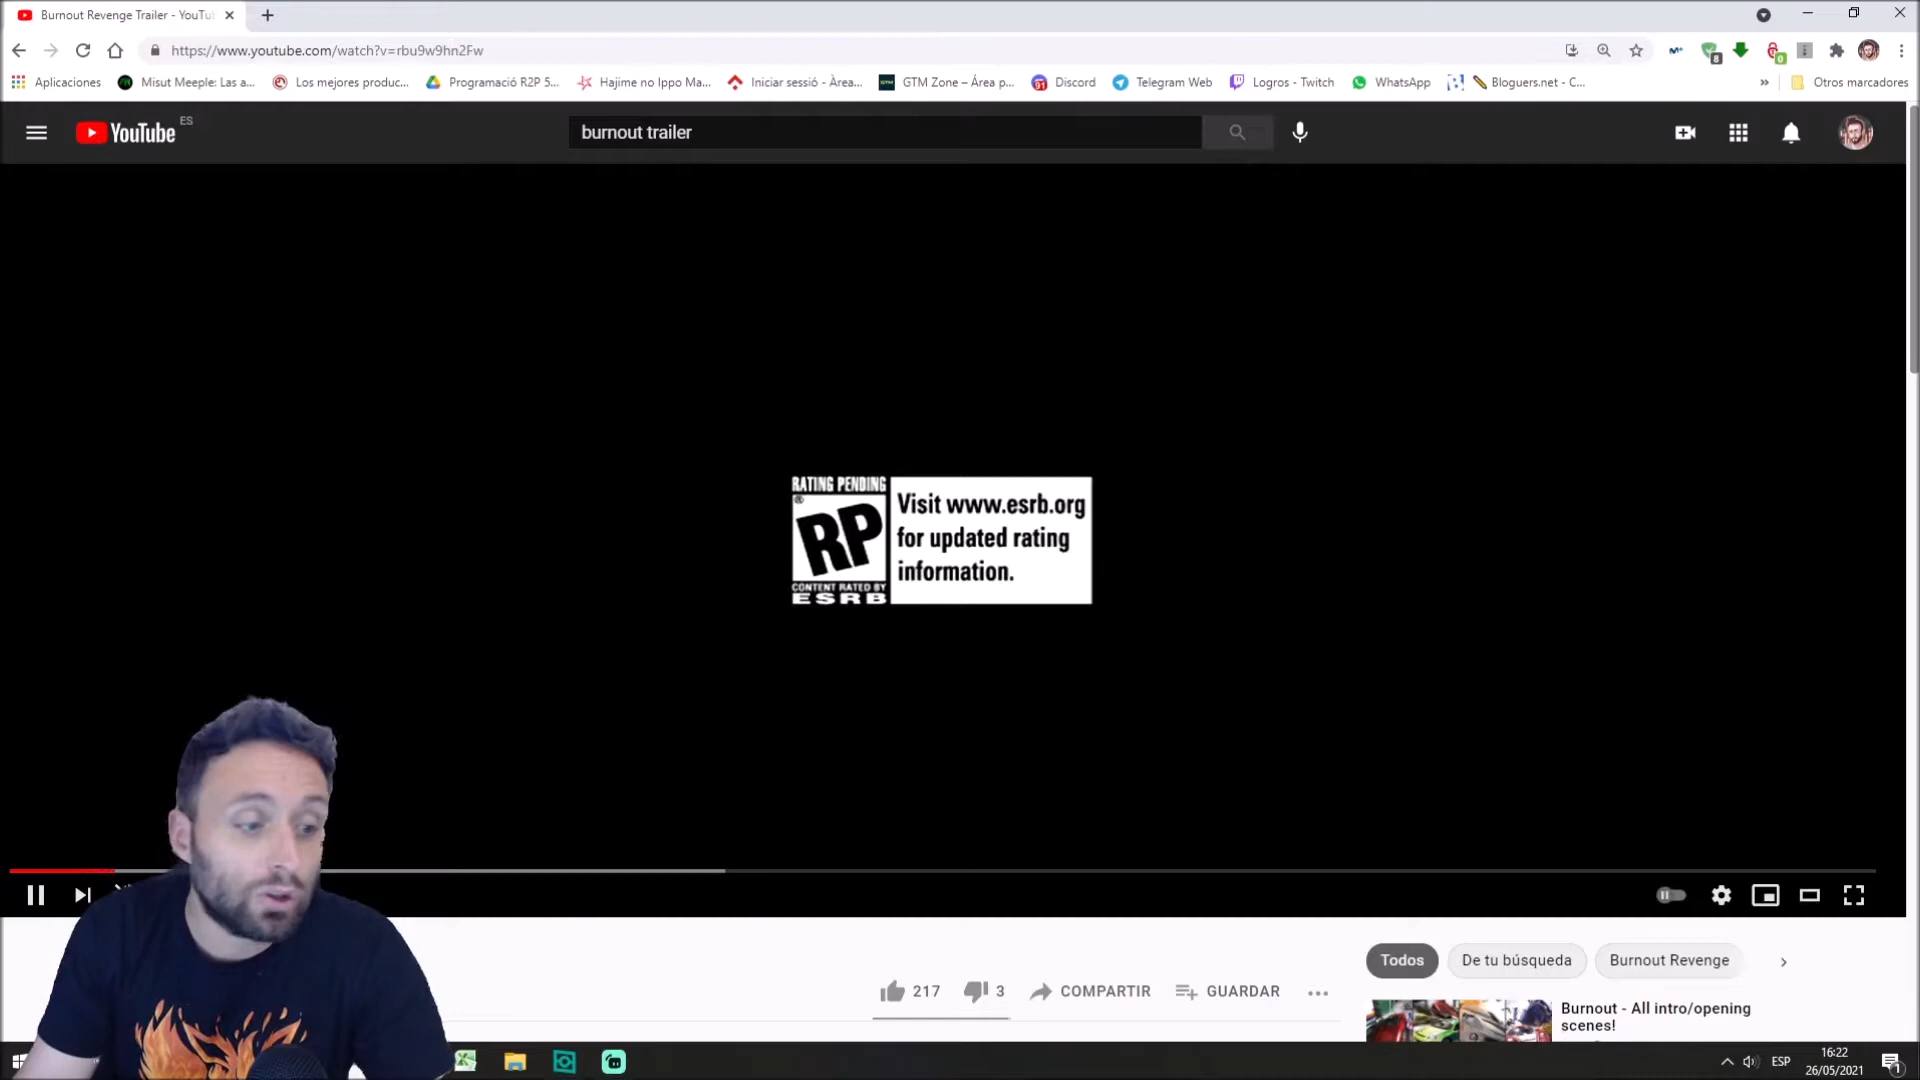 Burnout Revenge Trailer - YouTu
https://www.youtube.com/watch?v=rbu9w9hn2Fw
8
0
Aplicaciones
Misut Meeple: Las a...
Los mejores produc...
Programació R2P 5...
Hajime no Ippo Ma...
Iniciar sessió - Àrea...
GTM Zone – Área p...
91
Discord
Telegram Web
Logros - Twitch
WhatsApp
Bloguers.net - C...
»
Otros marcadores
YouTube
ES
burnout trailer
RATING PENDING
RP
CONTENT RATED BY
ESRB
Visit www.esrb.org
for updated rating
information.
Todos
De tu búsqueda
Burnout Revenge
217
3
COMPARTIR
GUARDAR
Burnout - All intro/opening
scenes!
ESP
16:22
26/05/2021
1